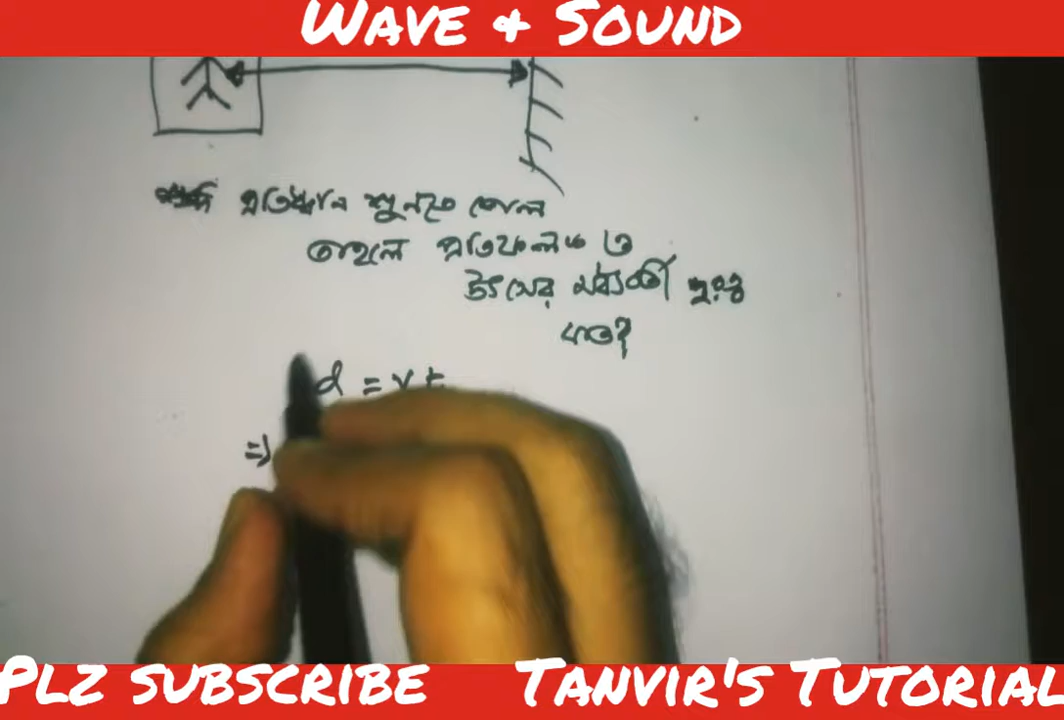 Wave & Sound
প্রতিধ্বনি শুনতে গেলে
তাহলে প্রতিফলক ও
উৎসের মধ্যবর্তী দূরত্ব
কত?
d = vt
⇒
Plz subscribe Tanvir's Tutorial